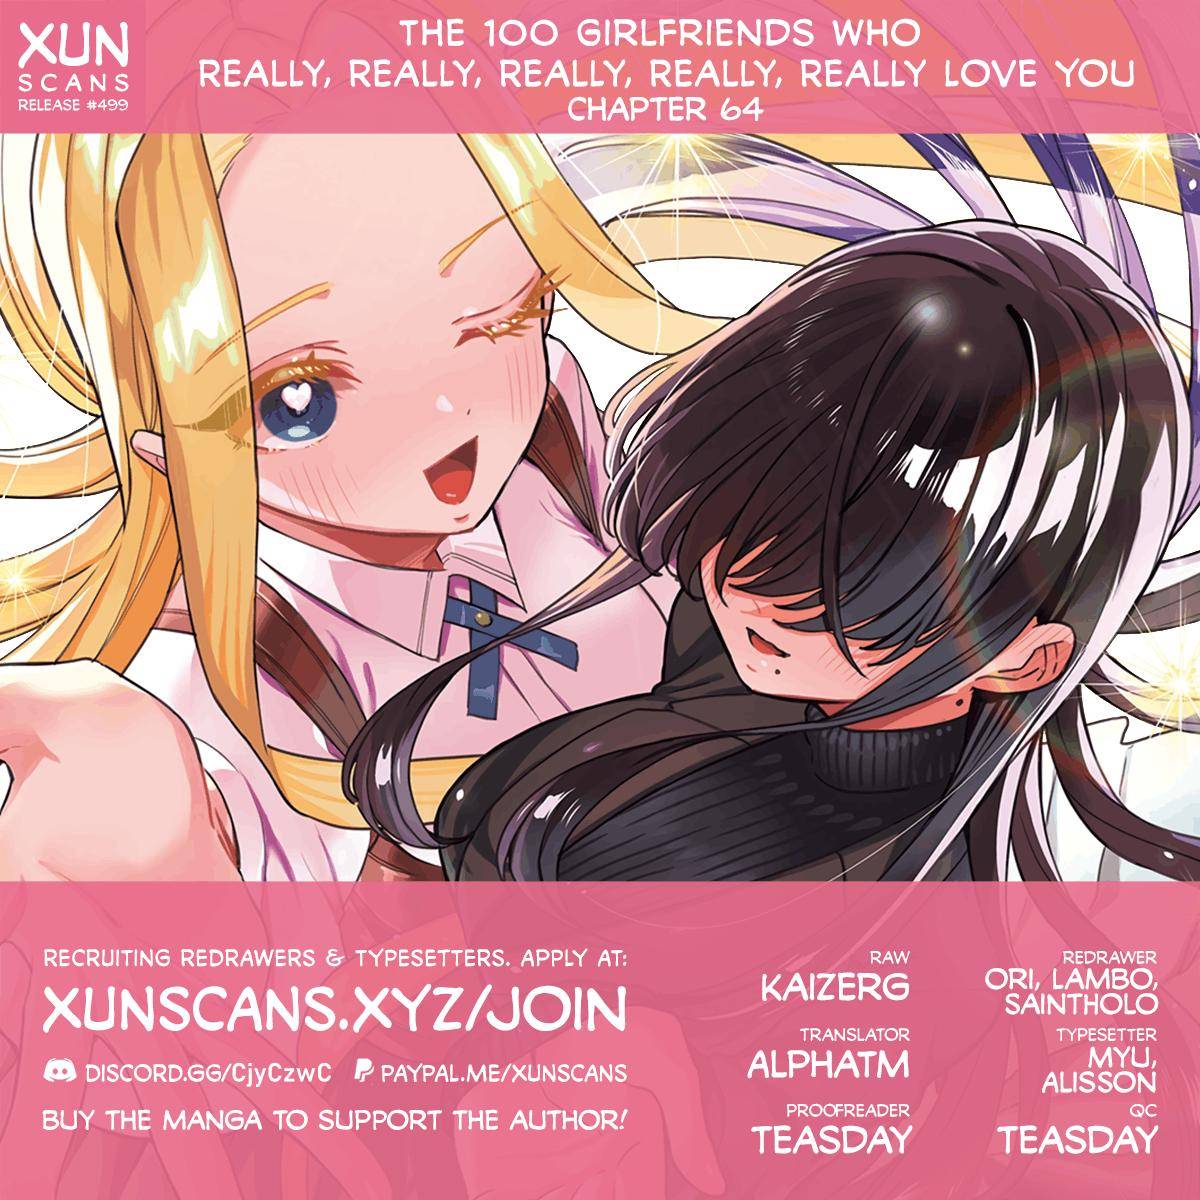 XUN
SCANS
RELEASE #499
THE 100 GIRLFRIENDS WHO
REALLY, REALLY, REALLY, REALLY, REALLY LOVE YOU
CHAPTER 64
RECRUITING REDRAWERS & TYPESETTERS. APPLY AT:
XUNSCANS.XYZ/JOIN
DISCORD.GG/CjyCzwC PAYPAL.ME/XUNSCANS
BUY THE MANGA TO SUPPORT THE AUTHOR!
RAW
KAIZERG
TRANSLATOR
ALPHATM
PROOFREADER
TEASDAY
REDRAWER
ORI, LAMBO,
SAINTHOLO
TYPESETTER
MYU,
ALISSON
QC
TEASDAY